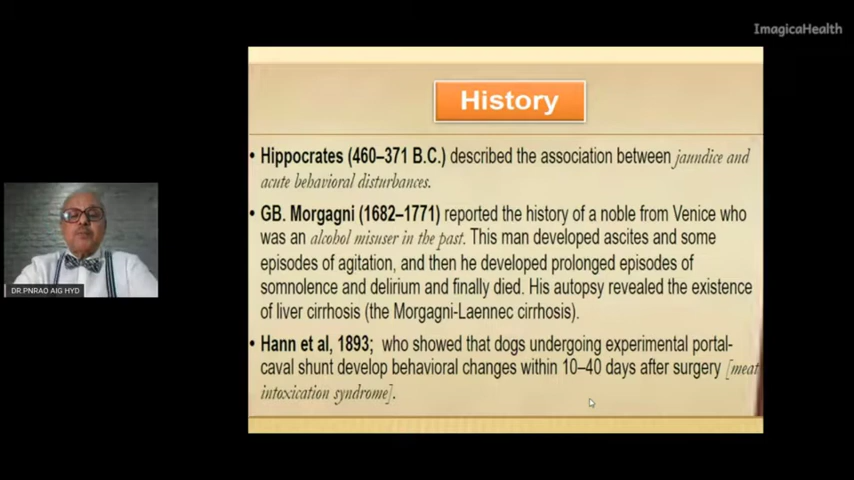 ImagicaHealth
History
• Hippocrates (460–371 B.C.) described the association between jaundice and
acute behavioral disturbances.
• GB. Morgagni (1682–1771) reported the history of a noble from Venice who
was an alcohol misuser in the past. This man developed ascites and some
episodes of agitation, and then he developed prolonged episodes of
somnolence and delirium and finally died. His autopsy revealed the existence
of liver cirrhosis (the Morgagni-Laennec cirrhosis).
• Hann et al, 1893; who showed that dogs undergoing experimental portal-
caval shunt develop behavioral changes within 10–40 days after surgery [meat
intoxication syndrome].
DR.PNRAO AIG HYD